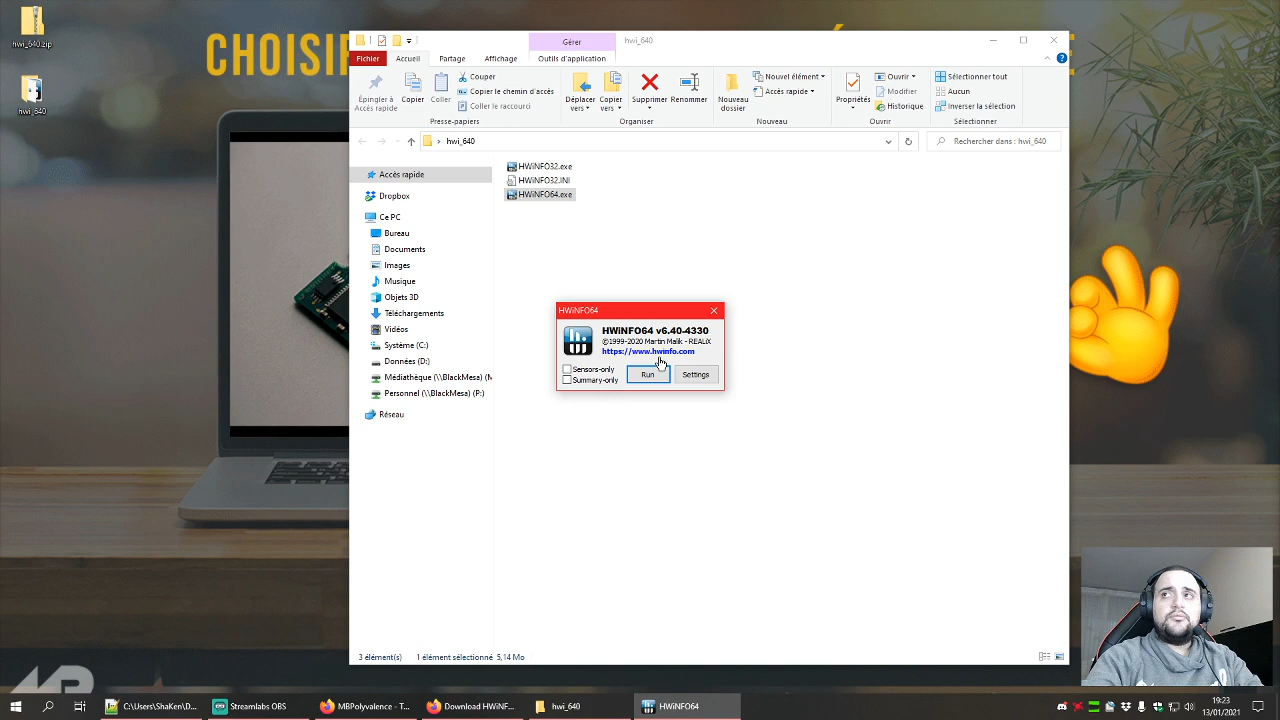 hwi_640.zip
hwi_640
CHOISIR
É
Gérer
hwi_640
Fichier
Accueil
Partage
Affichage
Outils d'application
Épingler à
Accès rapide
Copier
Coller
Couper
Copier le chemin d'accès
Coller le raccourci
Presse-papiers
Déplacer
vers
Copier
vers
Supprimer
Renommer
Organiser
Nouveau
dossier
Nouvel élément
Accès rapide
Nouveau
Propriétés
Ouvrir
Modifier
Historique
Ouvrir
Sélectionner tout
Aucun
Inverser la sélection
Sélectionner
hwi_640
Rechercher dans : hwi_640
Accès rapide
Dropbox
Ce PC
Bureau
Documents
Images
Musique
Objets 3D
Téléchargements
Vidéos
Système (C:)
Données (D:)
Médiathèque (\\BlackMesa) (M
Personnel (\\BlackMesa) (P:)
Réseau
HWiNFO32.exe
HWiNFO32.INI
HWiNFO64.exe
HWiNFO64
HWiNFO64 v6.40-4330
©1999-2020 Martin Malik - REALiX
https://www.hwinfo.com
Sensors-only
Summary-only
Run
Settings
3 élément(s)
1 élément sélectionné 5,14 Mo
C:\Users\ShaKen\D...
Streamlabs OBS
MBPolyvalence - T...
Download HWiNF...
hwi_640
HWiNFO64
19:23
13/01/2021